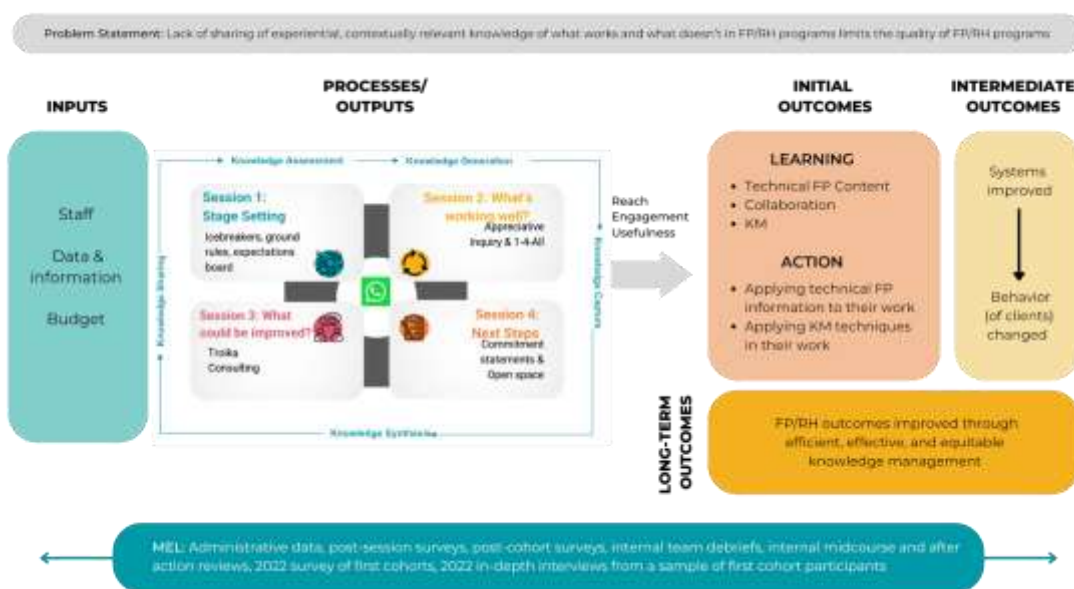 Problem Statement: Lack of sharing of experiential, contextually relevant knowledge of what works and what doesn't in FP/RH programs limits the quality of FP/RH programs
INPUTS
PROCESSES/
OUTPUTS
INITIAL
OUTCOMES
INTERMEDIATE
OUTCOMES
Staff
Data &
information
Budget
Knowledge Assessment
Knowledge Generation
Knowledge Sharing
Knowledge Capture
Knowledge Synthesis
Session 1:
Stage Setting
Icebreakers, ground
rules, expectations
board
Session 2: What's
working well?
Appreciative
Inquiry & 1-4-All
Session 3: What
could be improved?
Troika
Consulting
Session 4:
Next Steps
Commitment
statements &
Open space
Reach
Engagement
Usefulness
LEARNING
• Technical FP Content
• Collaboration
• KM
ACTION
• Applying technical FP
information to their work
• Applying KM techniques
in their work
Systems
improved
Behavior
(of clients)
changed
LONG-TERM
OUTCOMES
FP/RH outcomes improved through
efficient, effective, and equitable
knowledge management
MEL: Administrative data, post-session surveys, post-cohort surveys, internal team debriefs, internal midcourse and after
action reviews, 2022 survey of first cohorts, 2022 in-depth interviews from a sample of first cohort participants